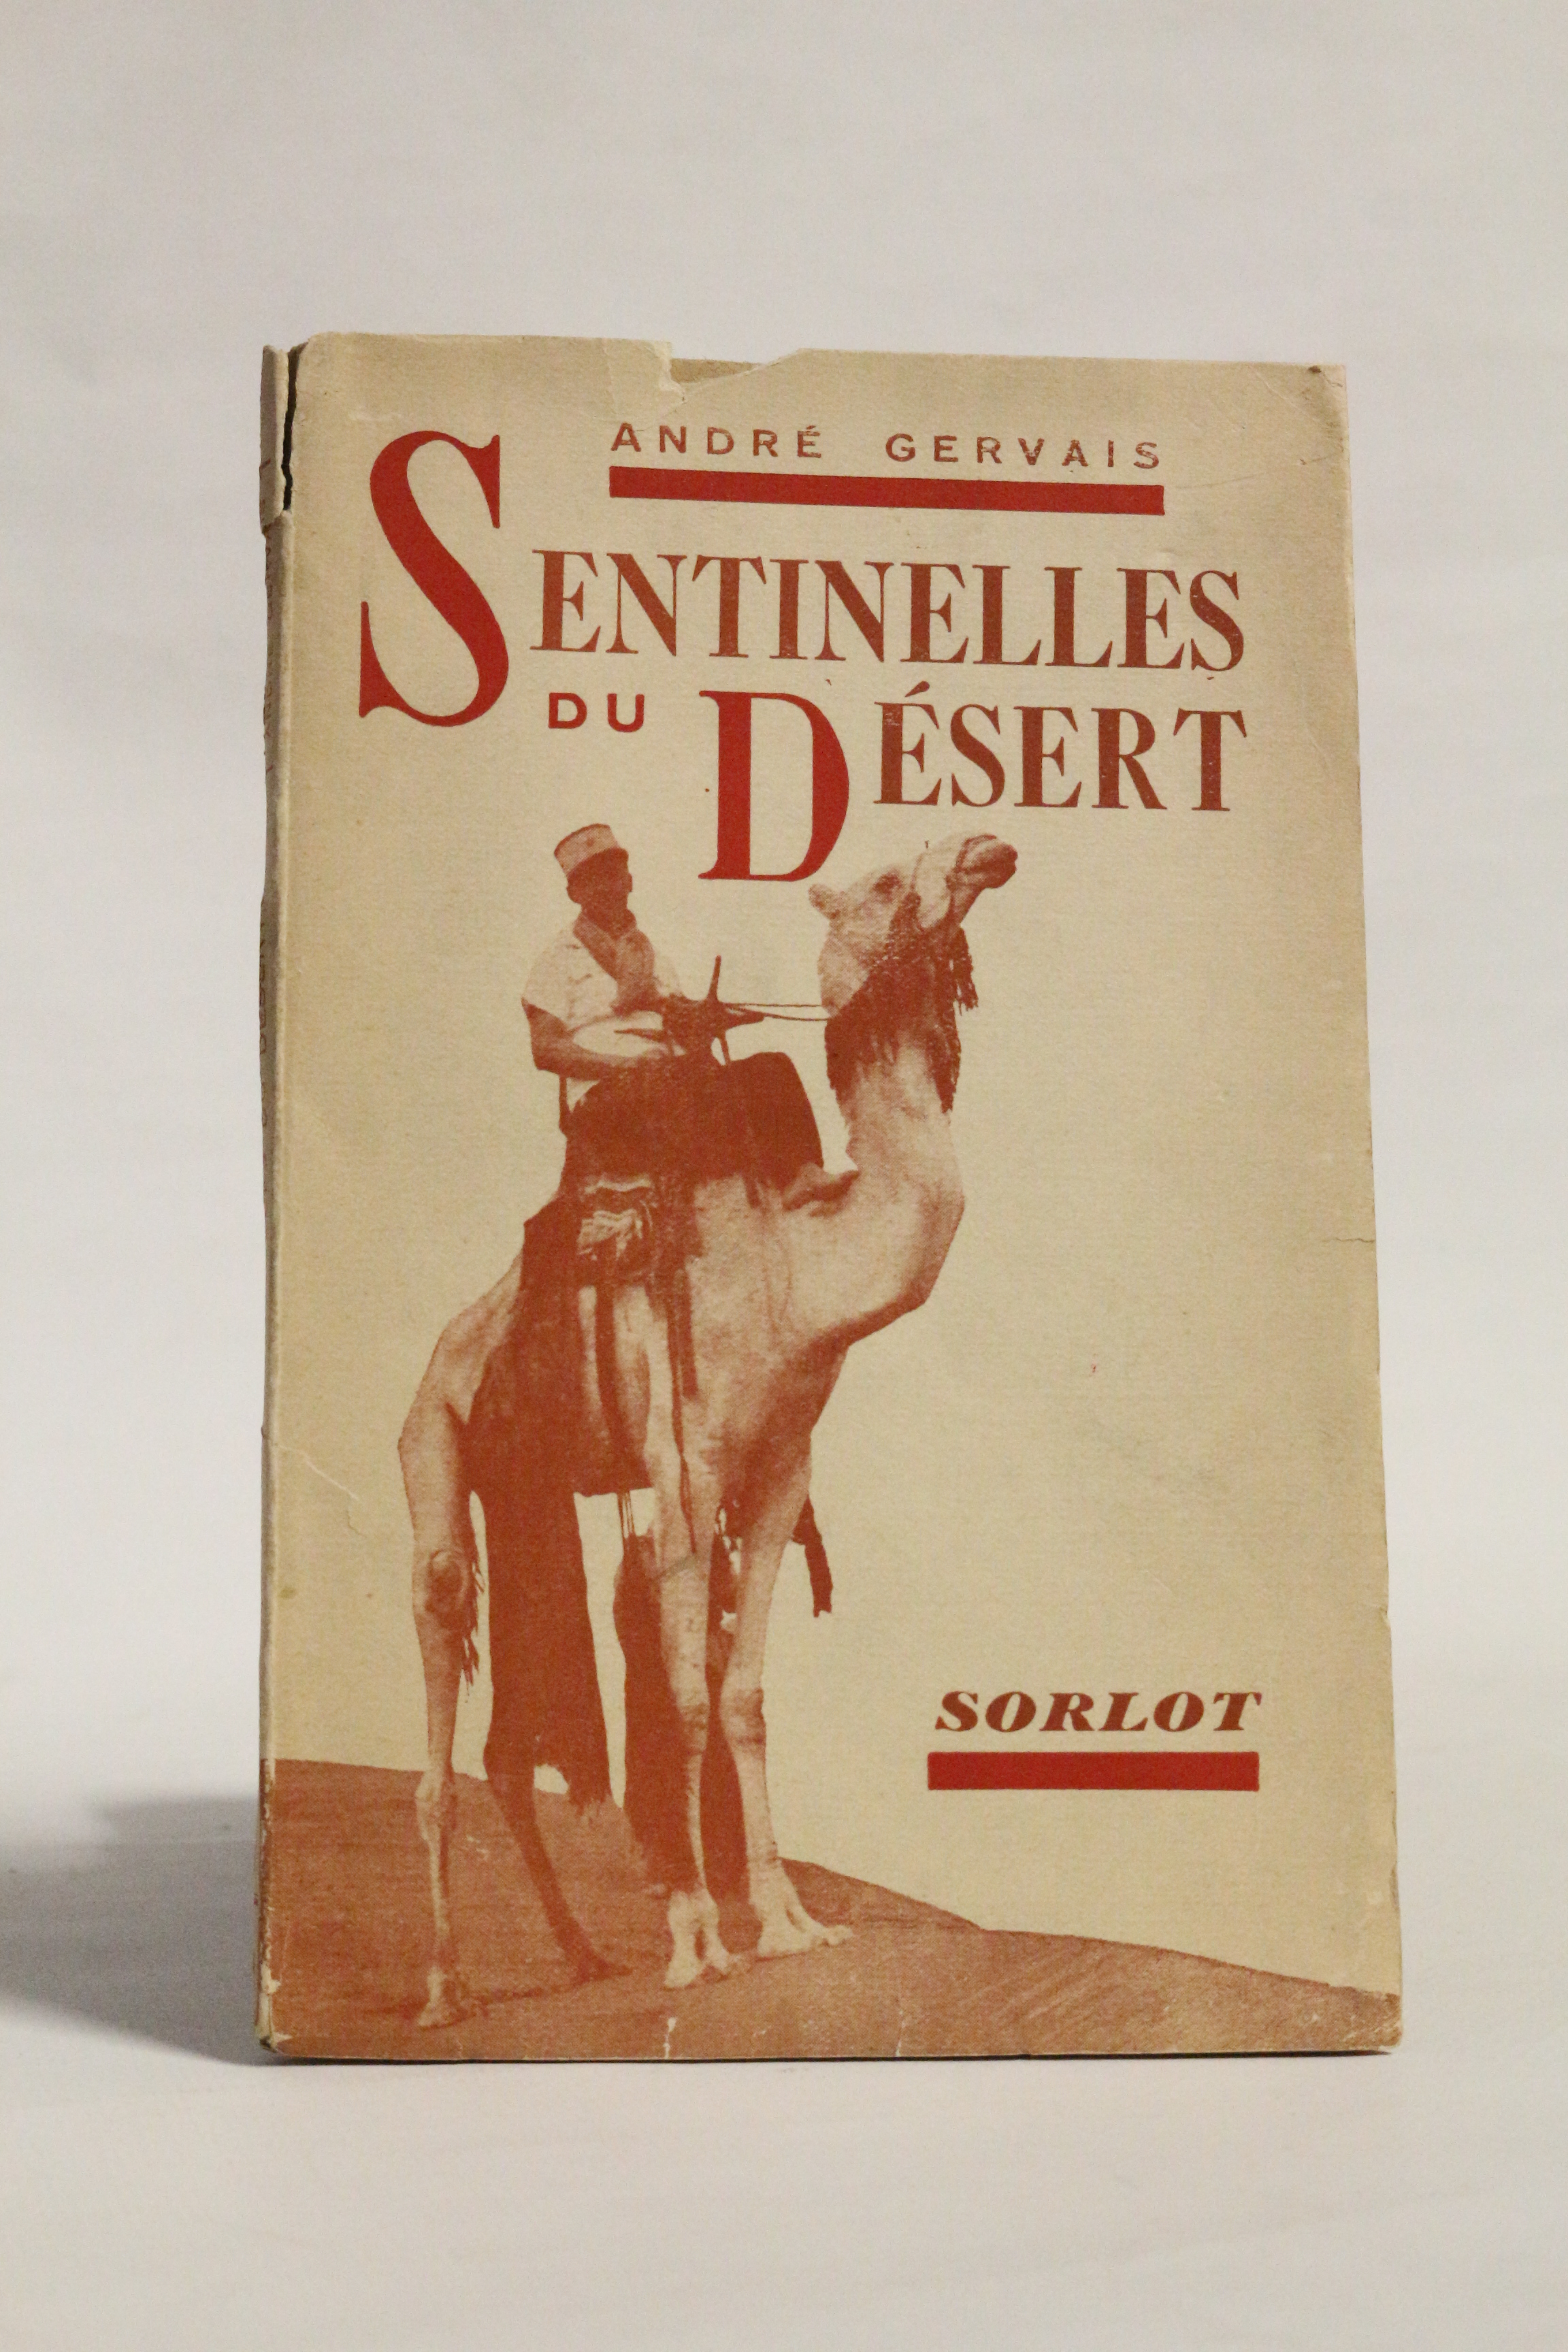 ANDRÉ GERVAIS
SENTINELLES
DU DÉSERT
SORLOT